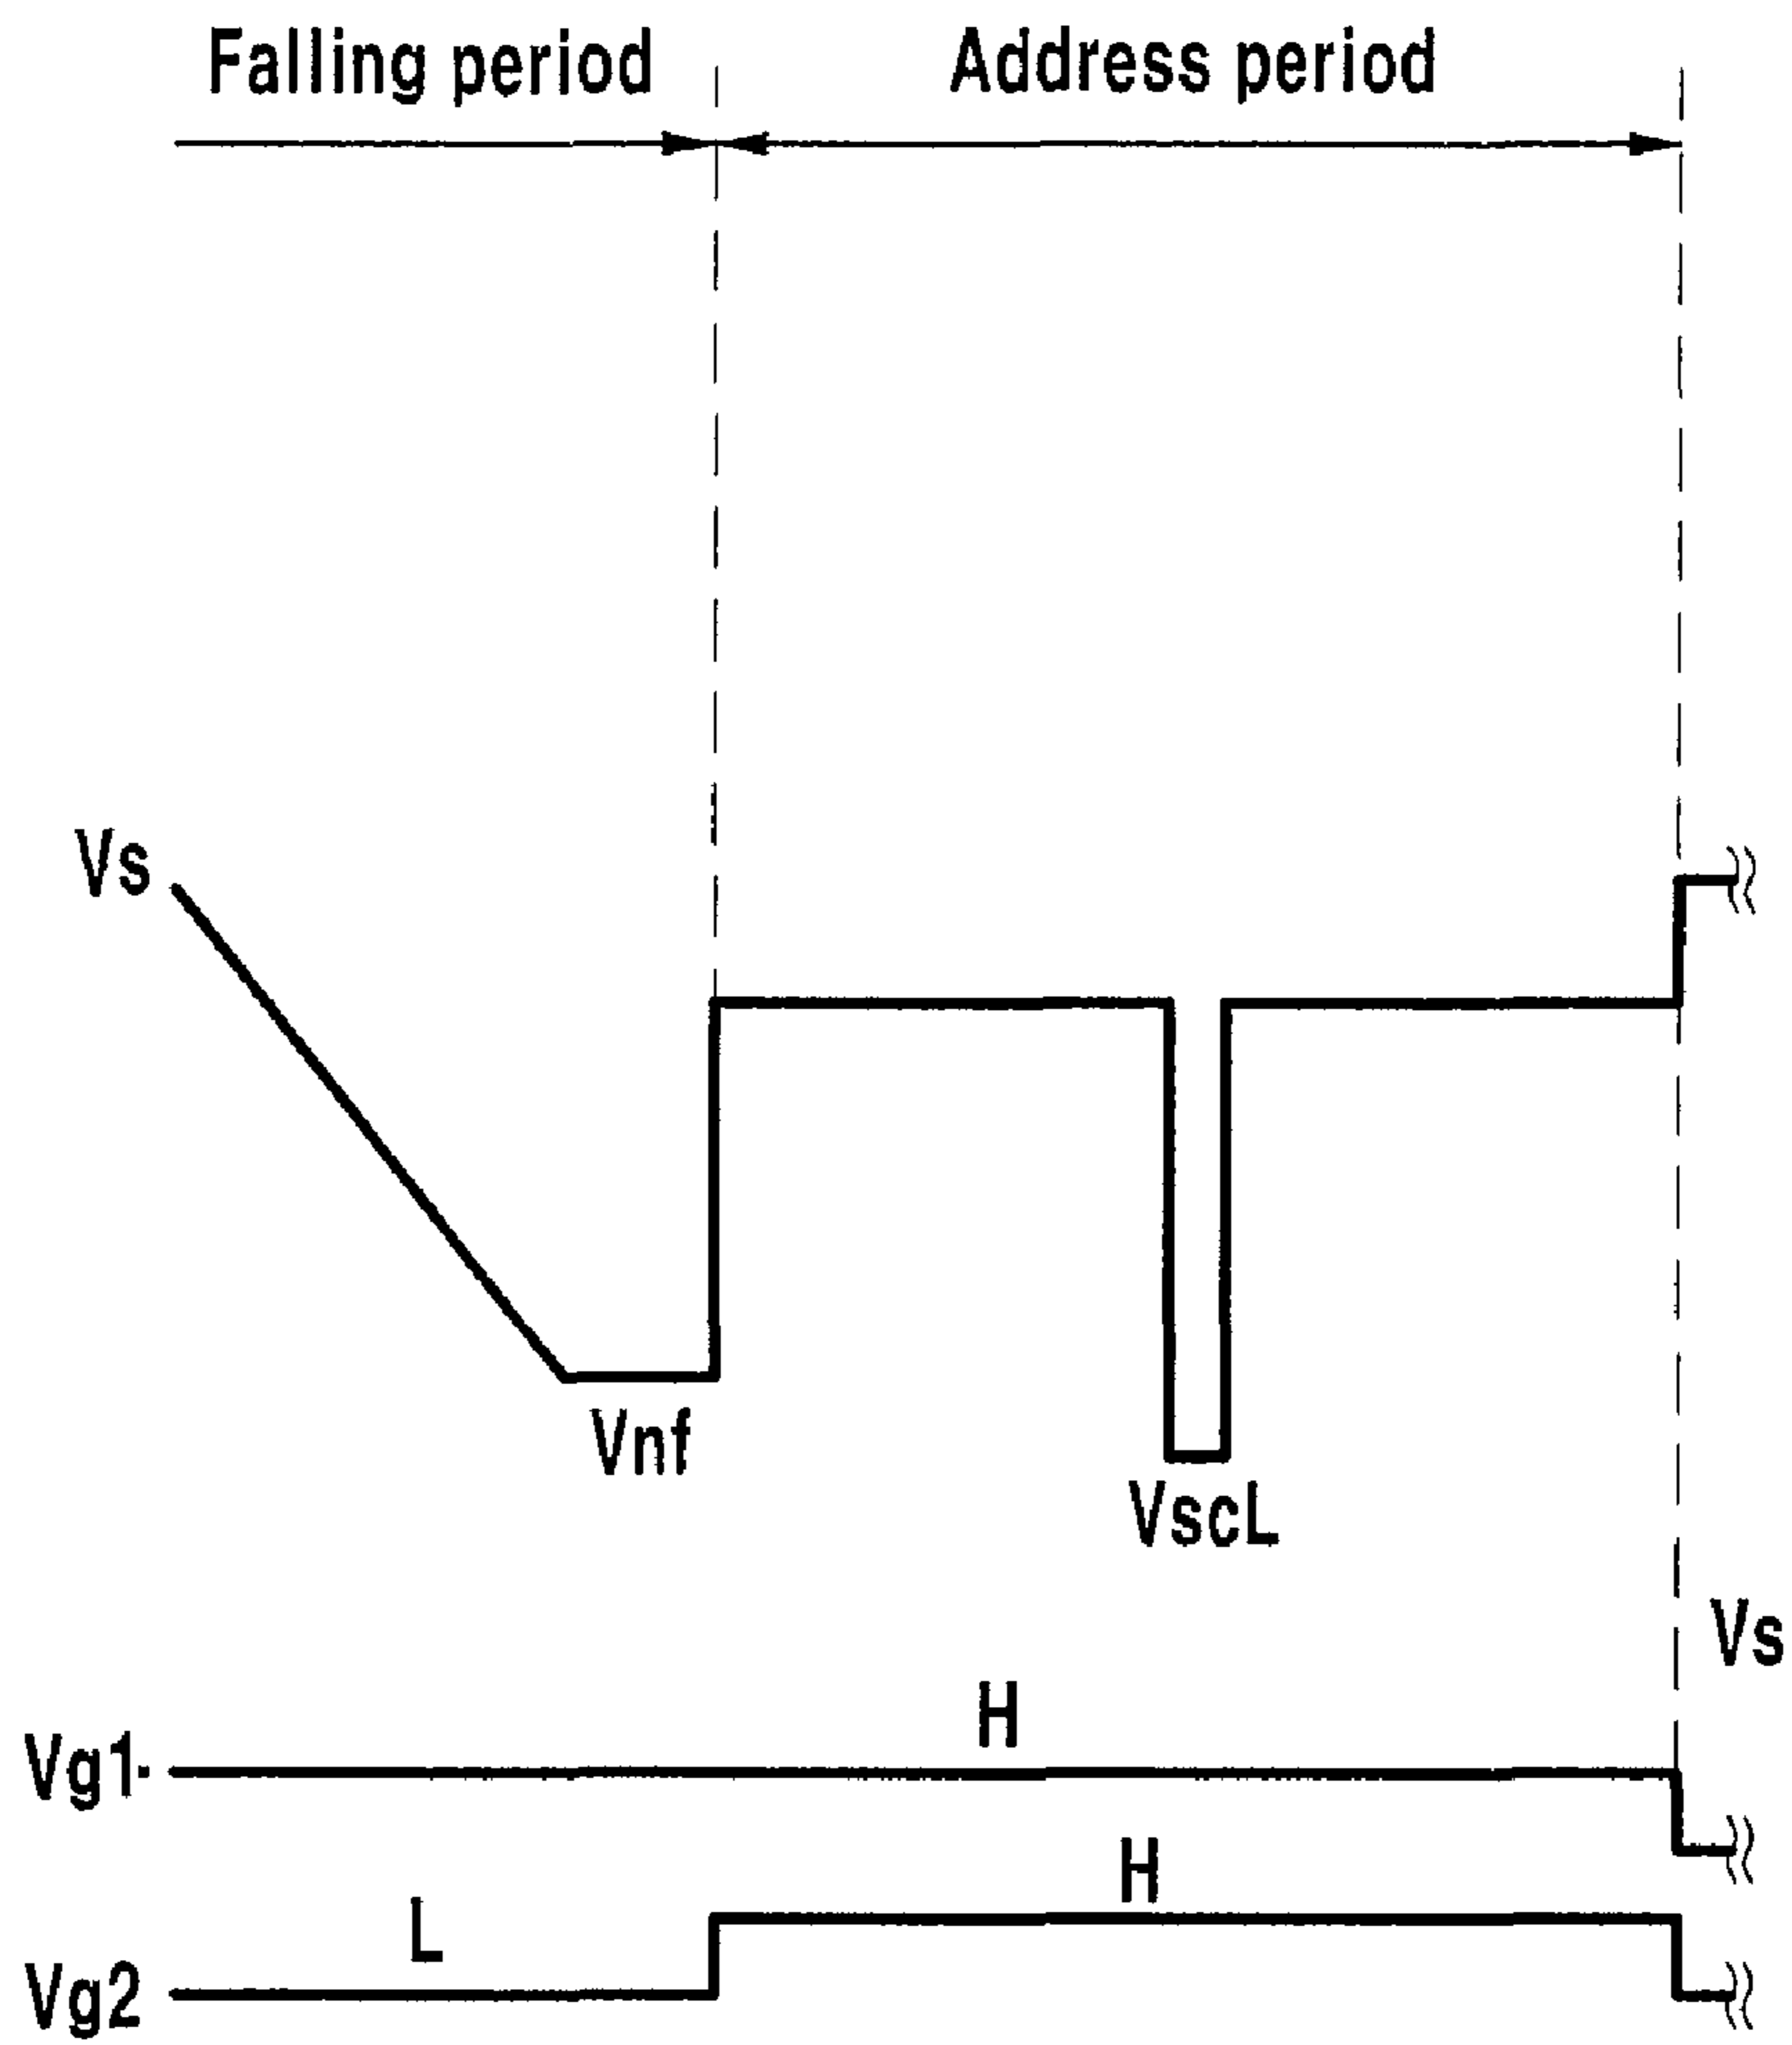 Falling period
Address period
Vs
Vnf
VscL
Vs
H
Vg1
H
L
Vg2